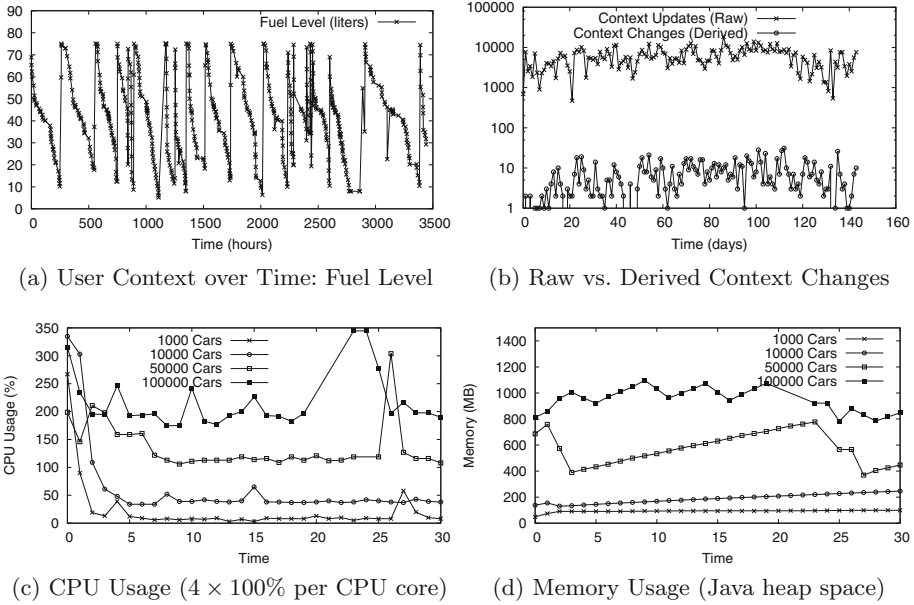 90
80
70
60
50
40
30
20
10
0
Fuel Level (liters)
0 500 1000 1500 2000 2500 3000 3500
Time (hours)
(a) User Context over Time: Fuel Level
100000
10000
1000
100
10
1
Context Updates (Raw)
Context Changes (Derived)
0 20 40 60 80 100 120 140 160
Time (days)
(b) Raw vs. Derived Context Changes
CPU Usage (%)
350
300
250
200
150
100
50
0
1000 Cars
10000 Cars
50000 Cars
100000 Cars
0 5 10 15 20 25 30
Time
(c) CPU Usage (4 × 100% per CPU core)
Memory (MB)
1600
1400
1200
1000
800
600
400
200
0
1000 Cars
10000 Cars
50000 Cars
100000 Cars
0 5 10 15 20 25 30
Time
(d) Memory Usage (Java heap space)